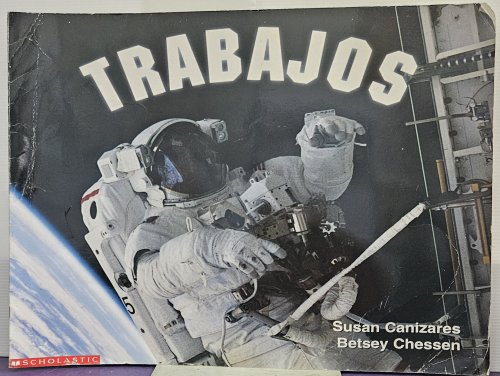 TRABAJOS
Susan Canizares
Betsey Chessen
SCHOLASTIC